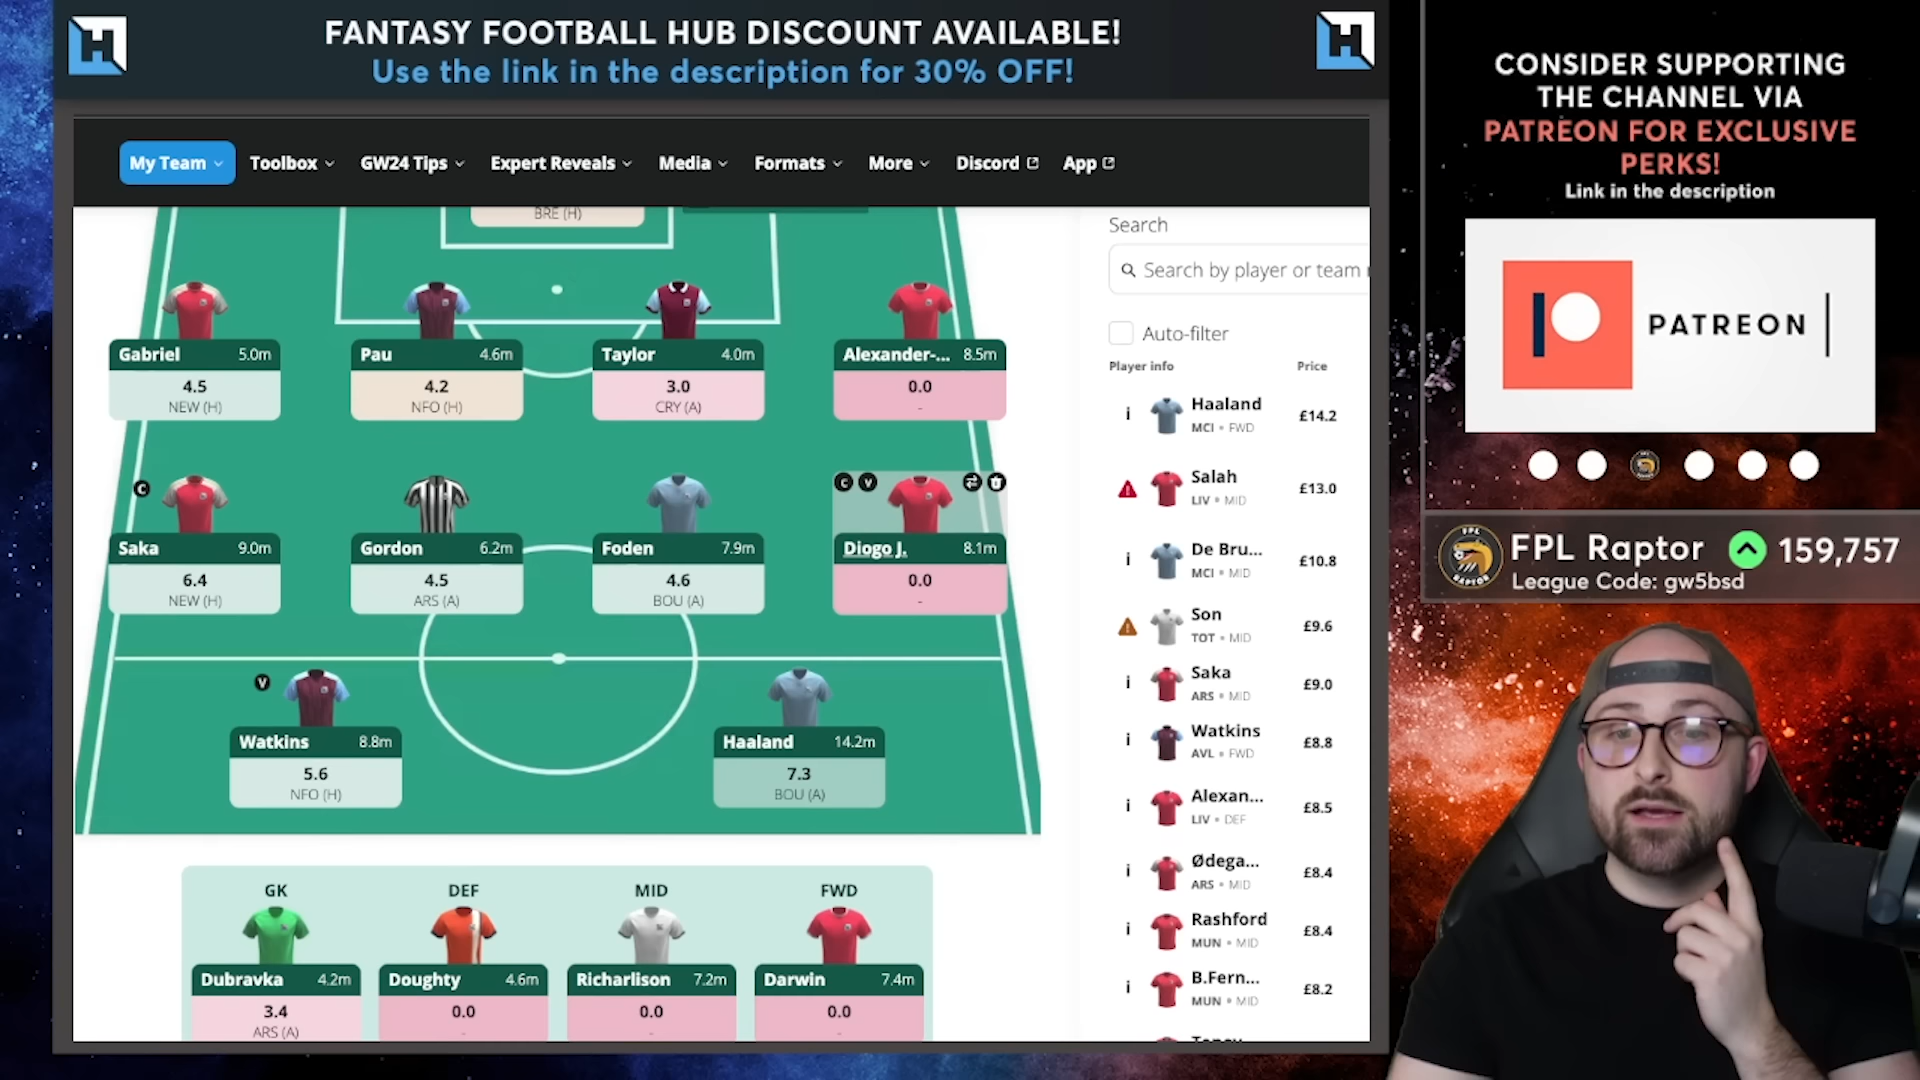 FANTASY FOOTBALL HUB DISCOUNT AVAILABLE!
Use the link in the description for 30% OFF!
My Team
Toolbox
GW24 Tips
Expert Reveals
Media
Formats
More
Discord
App
BRE (H)
Gabriel 5.0m
4.5
NEW (H)
Pau 4.6m
4.2
NFO (H)
Taylor 4.0m
3.0
CRY (A)
Alexander-... 8.5m
0.0
-
C
Saka 9.0m
6.4
NEW (H)
Gordon 6.2m
4.5
ARS (A)
Foden 7.9m
4.6
BOU (A)
C V
Diogo J. 8.1m
0.0
-
V
Watkins 8.8m
5.6
NFO (H)
Haaland 14.2m
7.3
BOU (A)
GK
Dubravka 4.2m
3.4
ARS (A)
DEF
Doughty 4.6m
0.0
-
MID
Richarlison 7.2m
0.0
-
FWD
Darwin 7.4m
0.0
-
Search
Search by player or team
Auto-filter
Player info Price
i Haaland £14.2
MCI • FWD
Salah £13.0
LIV • MID
i De Bru... £10.8
MCI • MID
Son £9.6
TOT • MID
i Saka £9.0
ARS • MID
i Watkins £8.8
AVL • FWD
i Alexan... £8.5
LIV • DEF
i Ødega... £8.4
ARS • MID
i Rashford £8.4
MUN • MID
i B.Fern... £8.2
MUN • MID
CONSIDER SUPPORTING
THE CHANNEL VIA
PATREON FOR EXCLUSIVE
PERKS!
Link in the description
PATREON
FPL RAPTOR
FPL Raptor 159,757
League Code: gw5bsd